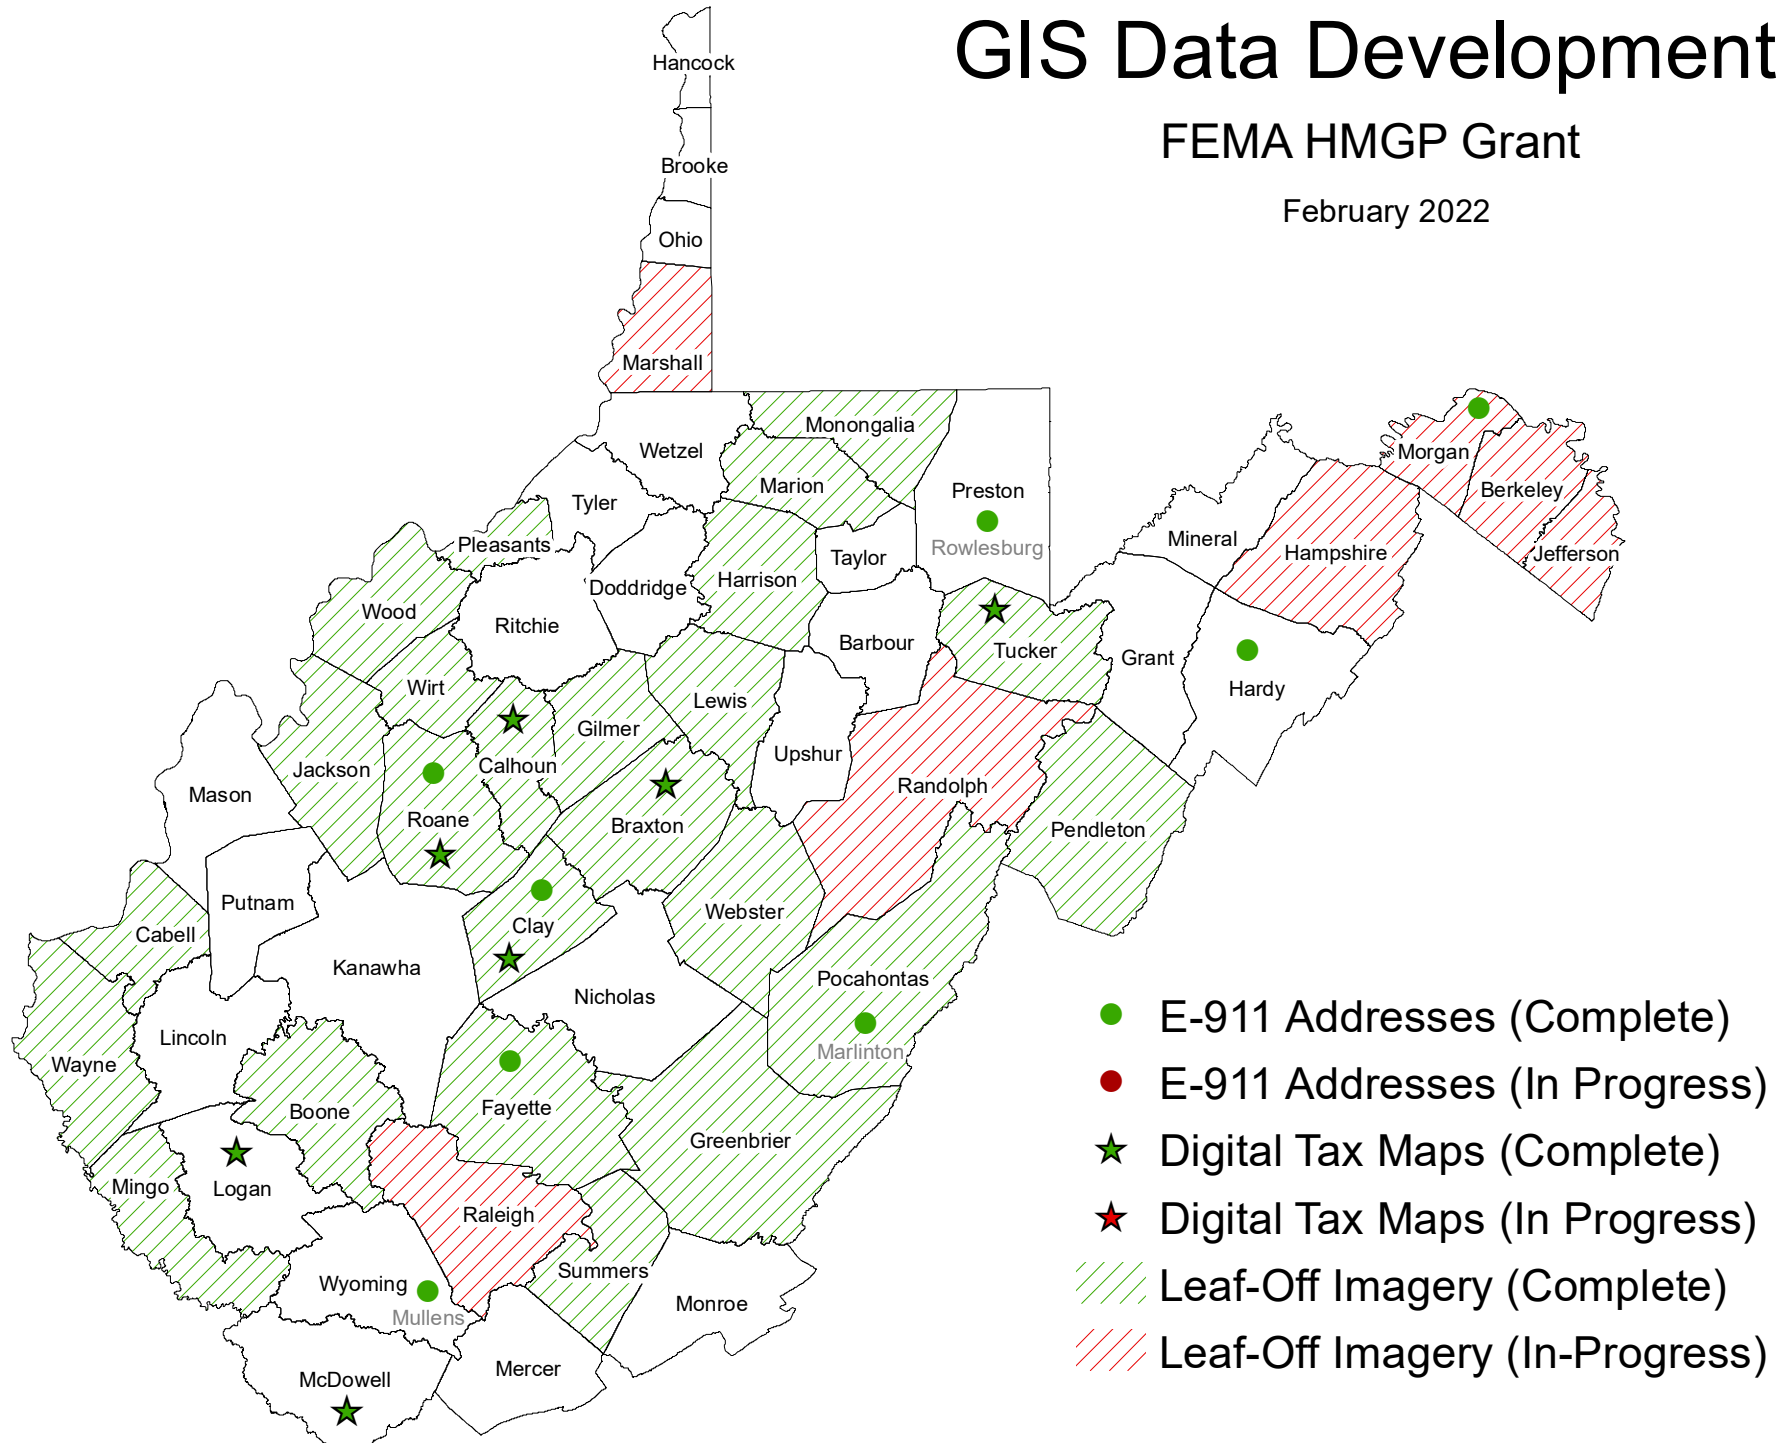 GIS Data Development
FEMA HMGP Grant
February 2022
Hancock
Brooke
Ohio
Marshall
Wetzel
Monongalia
Marion
Tyler
Preston
Rowlesburg
Pleasants
Taylor
Doddridge
Harrison
Mineral
Hampshire
Morgan
Berkeley
Jefferson
Wood
Ritchie
Barbour
Tucker
Grant
Hardy
Wirt
Lewis
Gilmer
Calhoun
Upshur
Jackson
Mason
Roane
Braxton
Randolph
Pendleton
Putnam
Clay
Webster
Cabell
Kanawha
Nicholas
Pocahontas
Marlinton
Lincoln
Wayne
Boone
Fayette
Greenbrier
Mingo
Logan
Raleigh
Summers
Wyoming
Mullens
Monroe
Mercer
McDowell
E-911 Addresses (Complete)
E-911 Addresses (In Progress)
Digital Tax Maps (Complete)
Digital Tax Maps (In Progress)
Leaf-Off Imagery (Complete)
Leaf-Off Imagery (In-Progress)